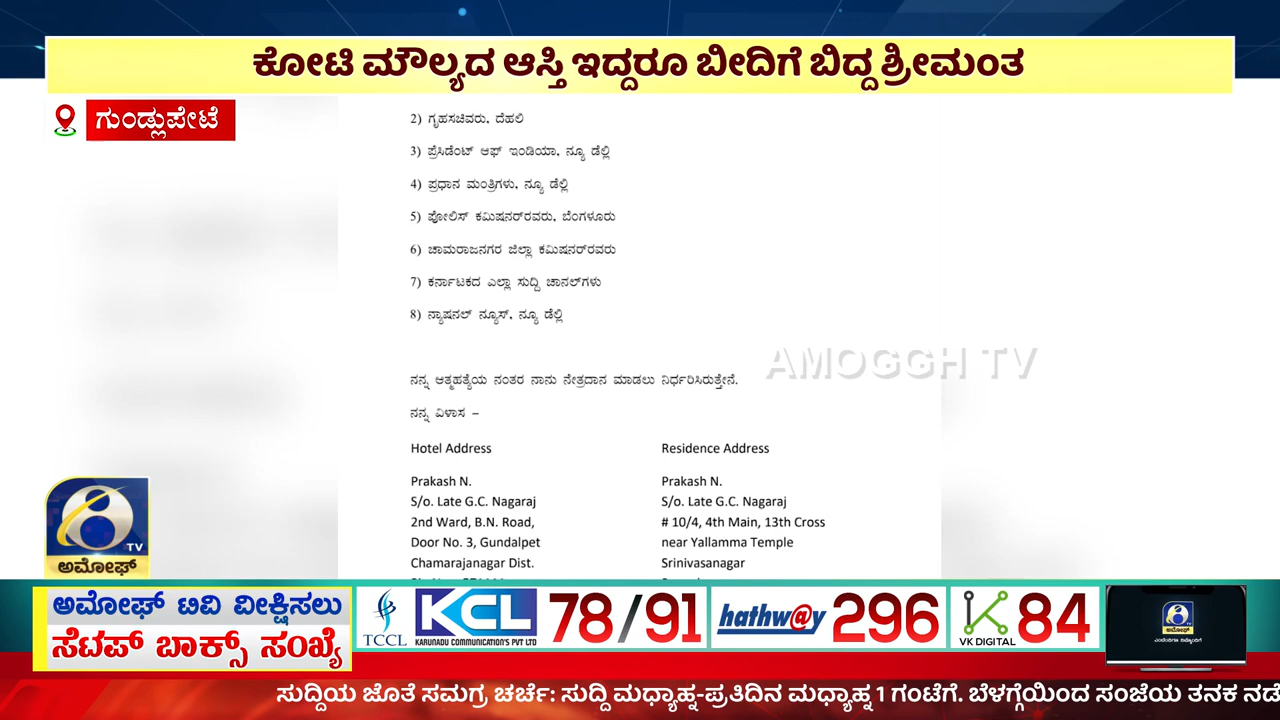 ಕೋಟಿ ಮೌಲ್ಯದ ಆಸ್ತಿ ಇದ್ದರೂ ಬೀದಿಗೆ ಬಿದ್ದ ಶ್ರೀಮಂತ
ಗುಂಡ್ಲುಪೇಟೆ
2) ಗೃಹಸಚಿವರು, ದೆಹಲಿ
3) ಪ್ರೆಸಿಡೆಂಟ್ ಆಫ್ ಇಂಡಿಯಾ, ನ್ಯೂ ಡೆಲ್ಲಿ
4) ಪ್ರಧಾನ ಮಂತ್ರಿಗಳು, ನ್ಯೂ ಡೆಲ್ಲಿ
5) ಪೋಲಿಸ್ ಕಮಿಷನರ್‌ರವರು, ಬೆಂಗಳೂರು
6) ಚಾಮರಾಜನಗರ ಜಿಲ್ಲಾ ಕಮಿಷನರ್‌ರವರು
7) ಕರ್ನಾಟಕದ ಎಲ್ಲಾ ಸುದ್ದಿ ಚಾನಲ್‌ಗಳು
8) ನ್ಯಾಷನಲ್ ನ್ಯೂಸ್, ನ್ಯೂ ಡೆಲ್ಲಿ
AMOGGH TV
ನನ್ನ ಆತ್ಮಹತ್ಯೆಯ ನಂತರ ನಾನು ನೇತ್ರದಾನ ಮಾಡಲು ನಿರ್ಧರಿಸಿರುತ್ತೇನೆ.
ನನ್ನ ವಿಳಾಸ –
Hotel Address
Prakash N.
S/o. Late G.C. Nagaraj
2nd Ward, B.N. Road,
Door No. 3, Gundalpet
Chamarajanagar Dist.
Residence Address
Prakash N.
S/o. Late G.C. Nagaraj
# 10/4, 4th Main, 13th Cross
near Yallamma Temple
Srinivasanagar
TV
ಅಮೋಘ್
ಅಮೋಘ್ ಟಿವಿ ವೀಕ್ಷಿಸಲು
ಸೆಟಪ್ ಬಾಕ್ಸ್ ಸಂಖ್ಯೆ
TCCL
KCL
KARUNADU COMMUNICATION'S PVT LTD
78/91
hathw@y 296
VK DIGITAL 84
ಅಮೋಘ್
ಸುದ್ದಿಯ ಜೊತೆ ಸಮಗ್ರ ಚರ್ಚೆ: ಸುದ್ದಿ ಮಧ್ಯಾಹ್ನ-ಪ್ರತಿದಿನ ಮಧ್ಯಾಹ್ನ 1 ಗಂಟೆಗೆ. ಬೆಳಗ್ಗೆಯಿಂದ ಸಂಜೆಯ ತನಕ ನಡೆ